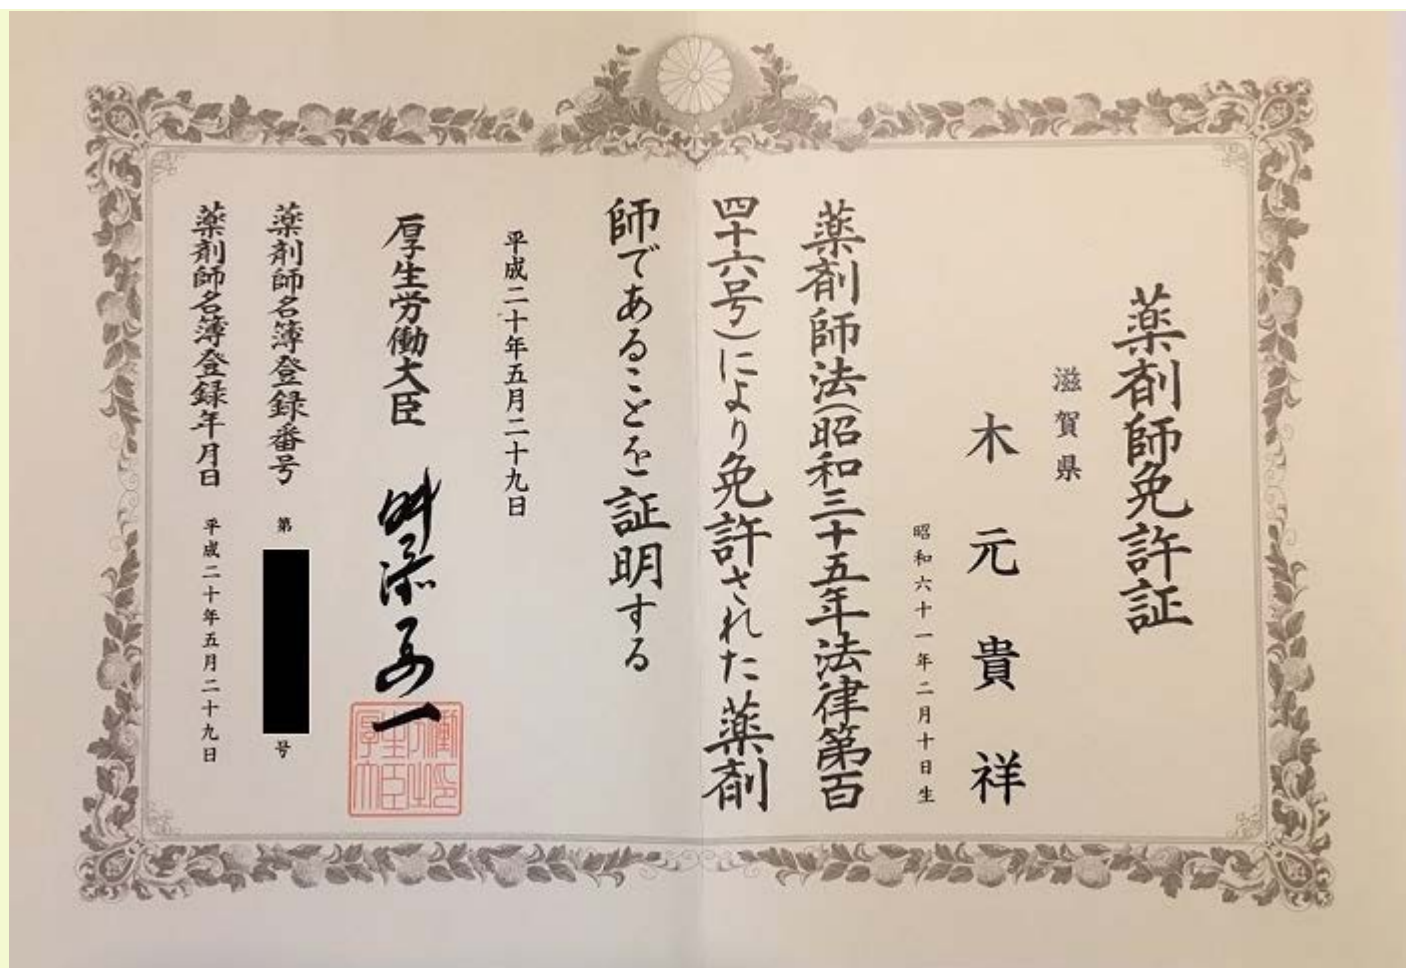 薬剤師免許証
滋賀県
木元貴祥
昭和六十一年二月十日生
薬剤師法(昭和三十五年法律第百
四十六号)により免許された薬剤
師であることを証明する
平成二十年五月二十九日
厚生労働大臣 舛添要一
薬剤師名簿登録番号 第 号
薬剤師名簿登録年月日 平成二十年五月二十九日